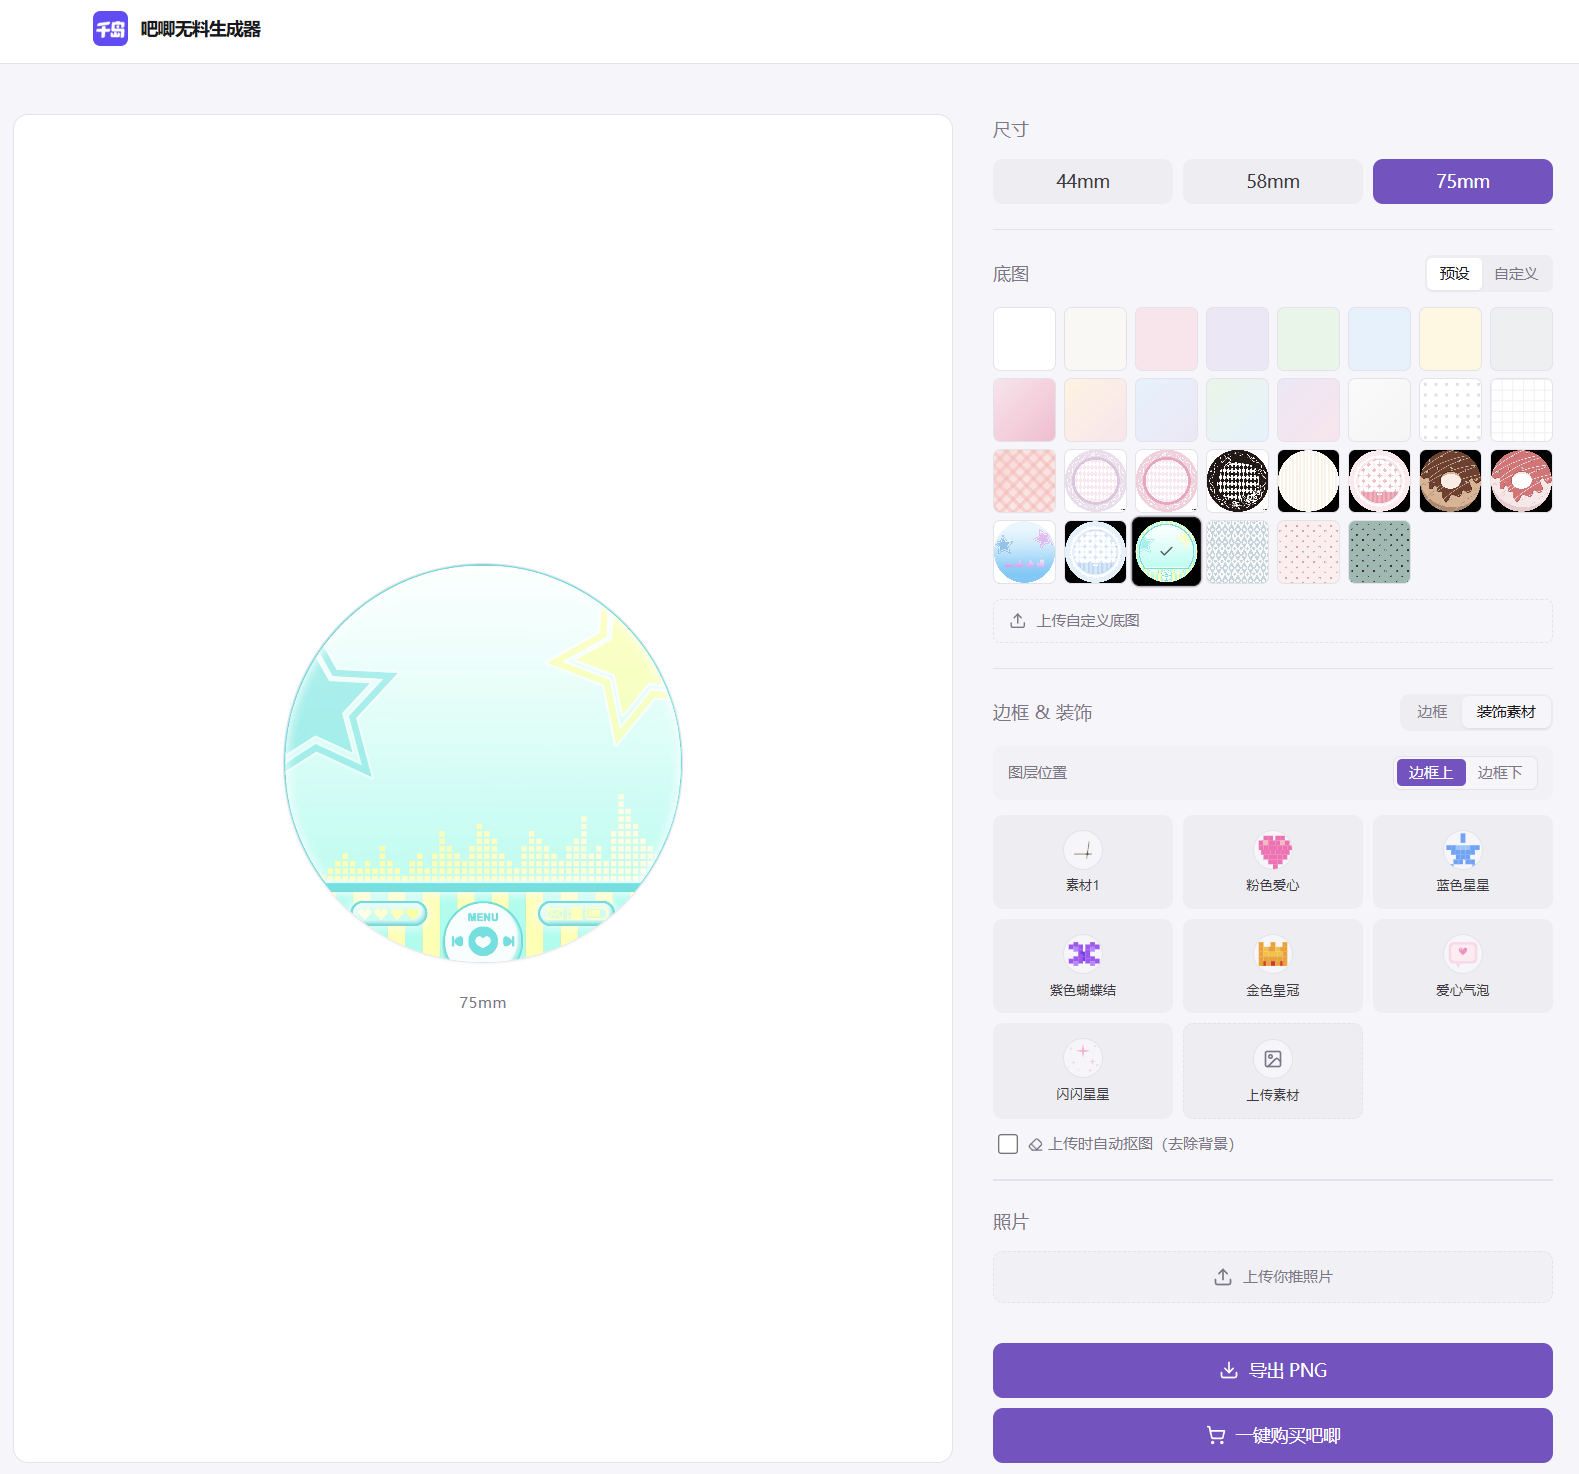 千岛
吧唧无料生成器
MENU
75mm
尺寸
44mm
58mm
75mm
底图
预设
自定义
上传自定义底图
边框 & 装饰
边框
装饰素材
图层位置
边框上
边框下
素材1
粉色爱心
蓝色星星
紫色蝴蝶结
金色皇冠
爱心气泡
闪闪星星
上传素材
上传时自动抠图（去除背景）
照片
上传你推照片
导出 PNG
一键购买吧唧